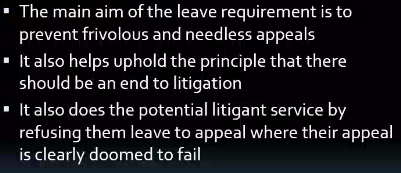 ▪ The main aim of the leave requirement is to
prevent frivolous and needless appeals
▪ It also helps uphold the principle that there
should be an end to litigation
▪ It also does the potential litigant service by
refusing them leave to appeal where their appeal
is clearly doomed to fail